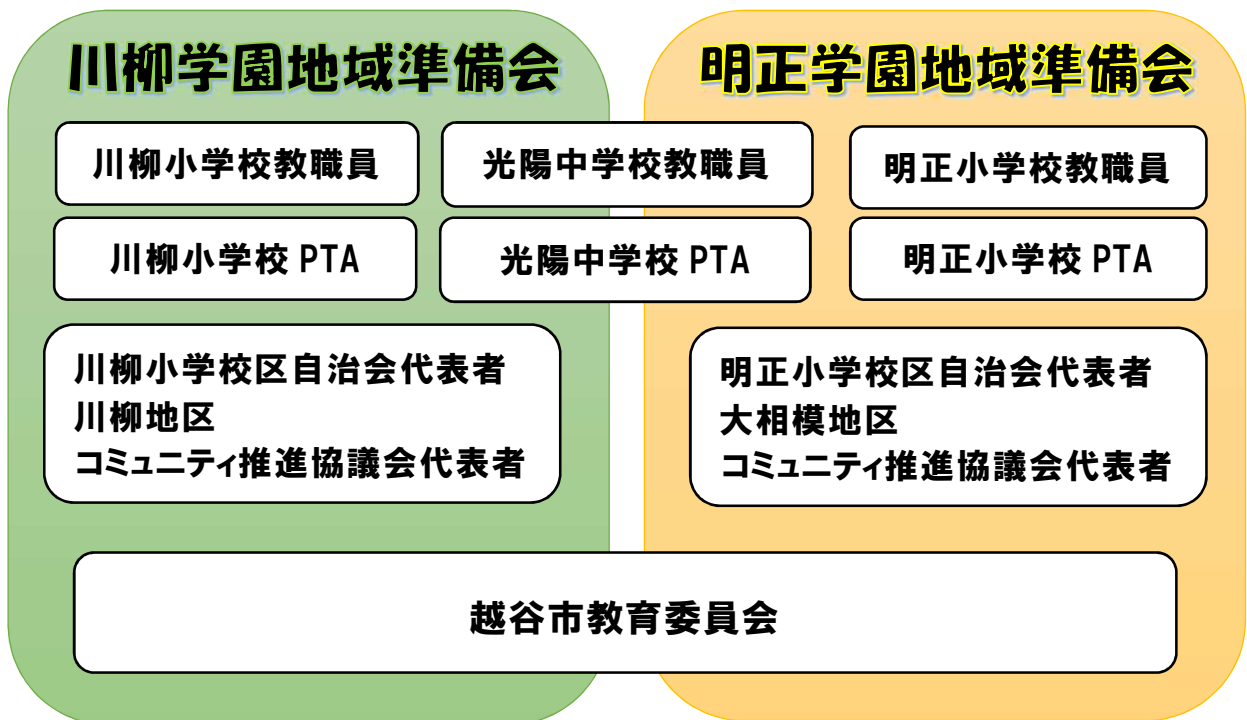 川柳学園地域準備会
明正学園地域準備会
川柳小学校教職員
光陽中学校教職員
明正小学校教職員
川柳小学校 PTA
光陽中学校 PTA
明正小学校 PTA
川柳小学校区自治会代表者
川柳地区
コミュニティ推進協議会代表者
明正小学校区自治会代表者
大相模地区
コミュニティ推進協議会代表者
越谷市教育委員会